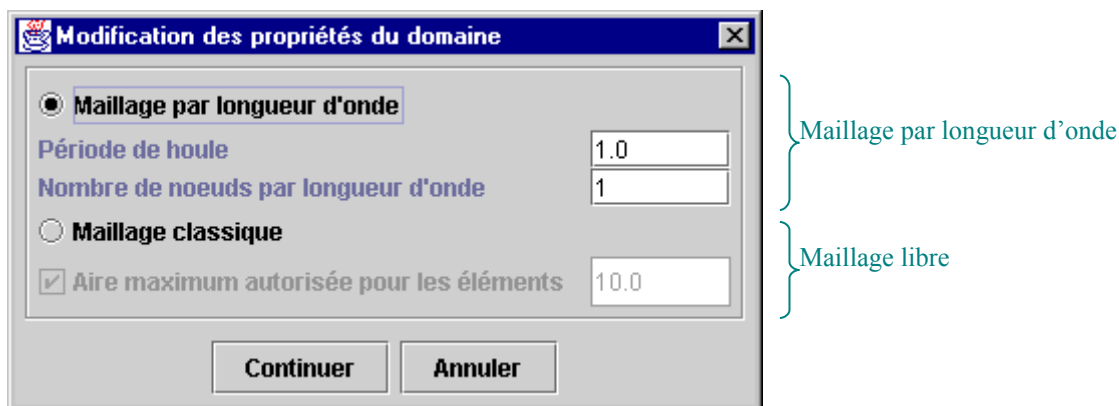 Modification des propriétés du domaine
Maillage par longueur d'onde
Période de houle 1.0
Nombre de noeuds par longueur d'onde 1
Maillage classique
Aire maximum autorisée pour les éléments 10.0
Continuer Annuler
Maillage par longueur d’onde
Maillage libre